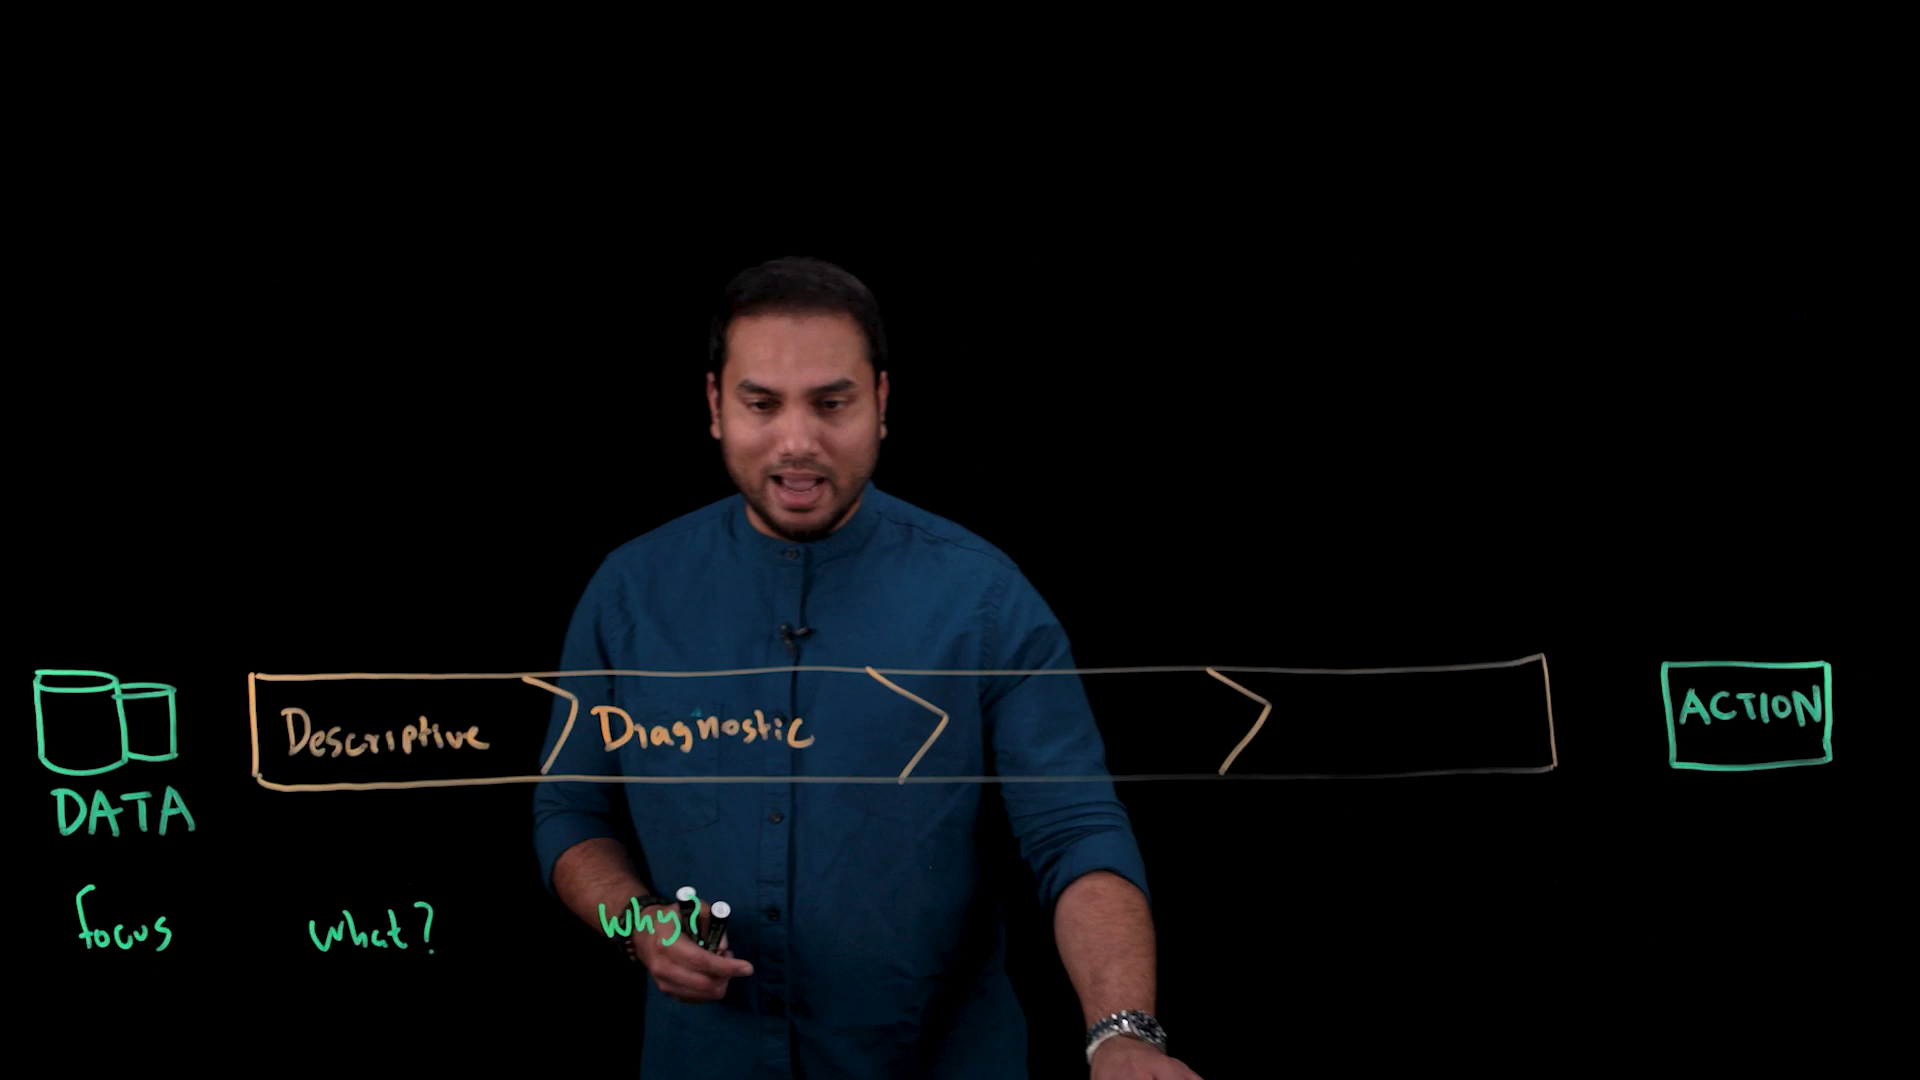 Descriptive
Diagnostic
ACTION
DATA
focus
what?
why?